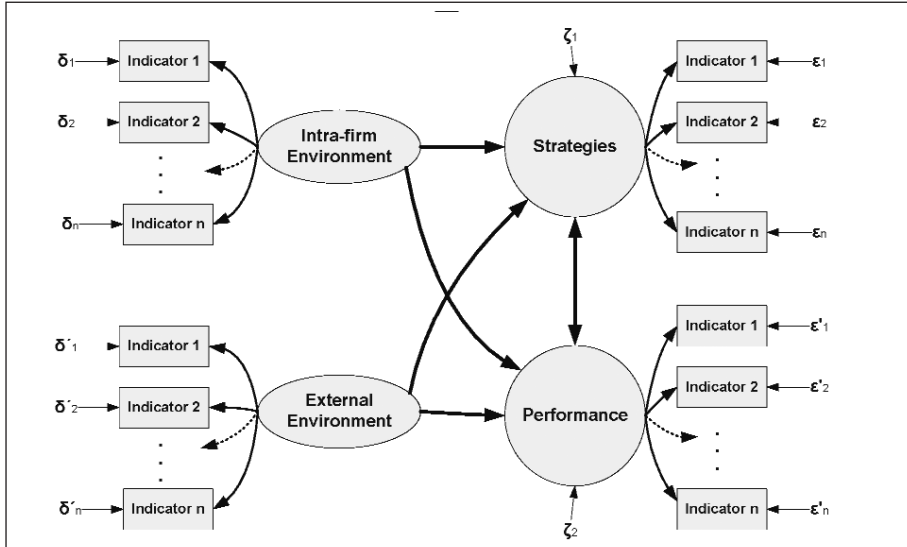 δ₁
Indicator 1
δ₂
Indicator 2
δₙ
Indicator n
Intra-firm
Environment
ζ₁
Strategies
Indicator 1
ε₁
Indicator 2
ε₂
Indicator n
εₙ
δ´₁
Indicator 1
δ´₂
Indicator 2
δ´ₙ
Indicator n
External
Environment
Performance
ζ₂
Indicator 1
ε'₁
Indicator 2
ε'₂
Indicator n
ε'ₙ